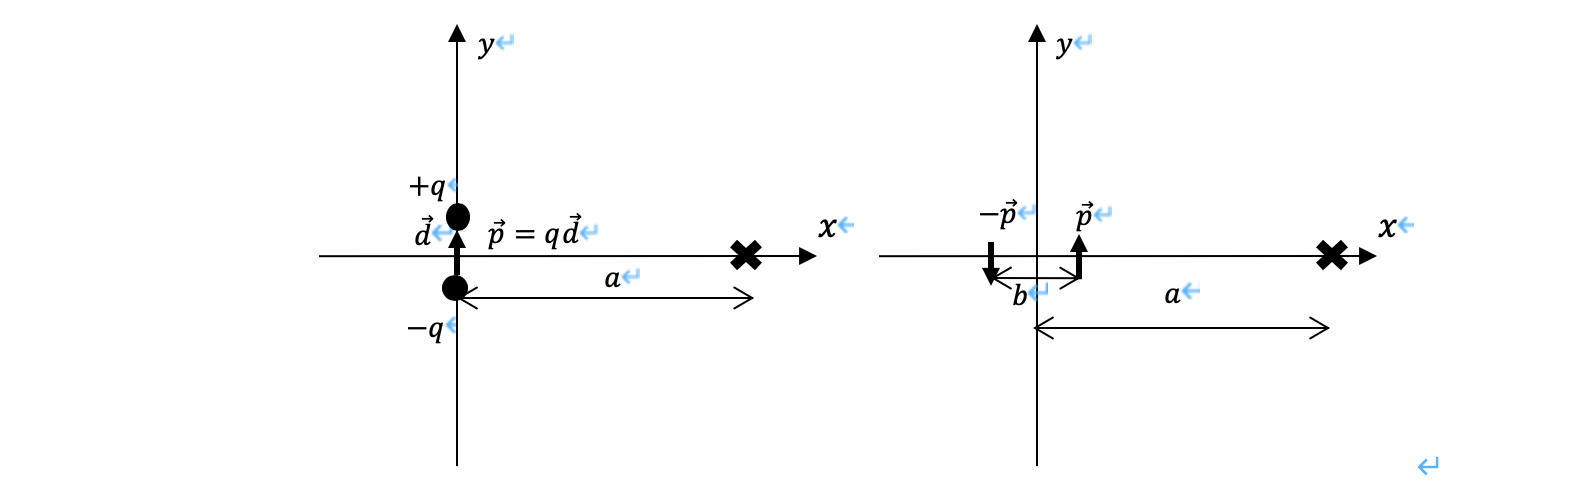 y↵
+q↵
d⃗↵
p⃗ = qd⃗↵
x↵
a↵
−q↵
y↵
−p⃗↵
p⃗↵
x↵
b↵
a↵
↵